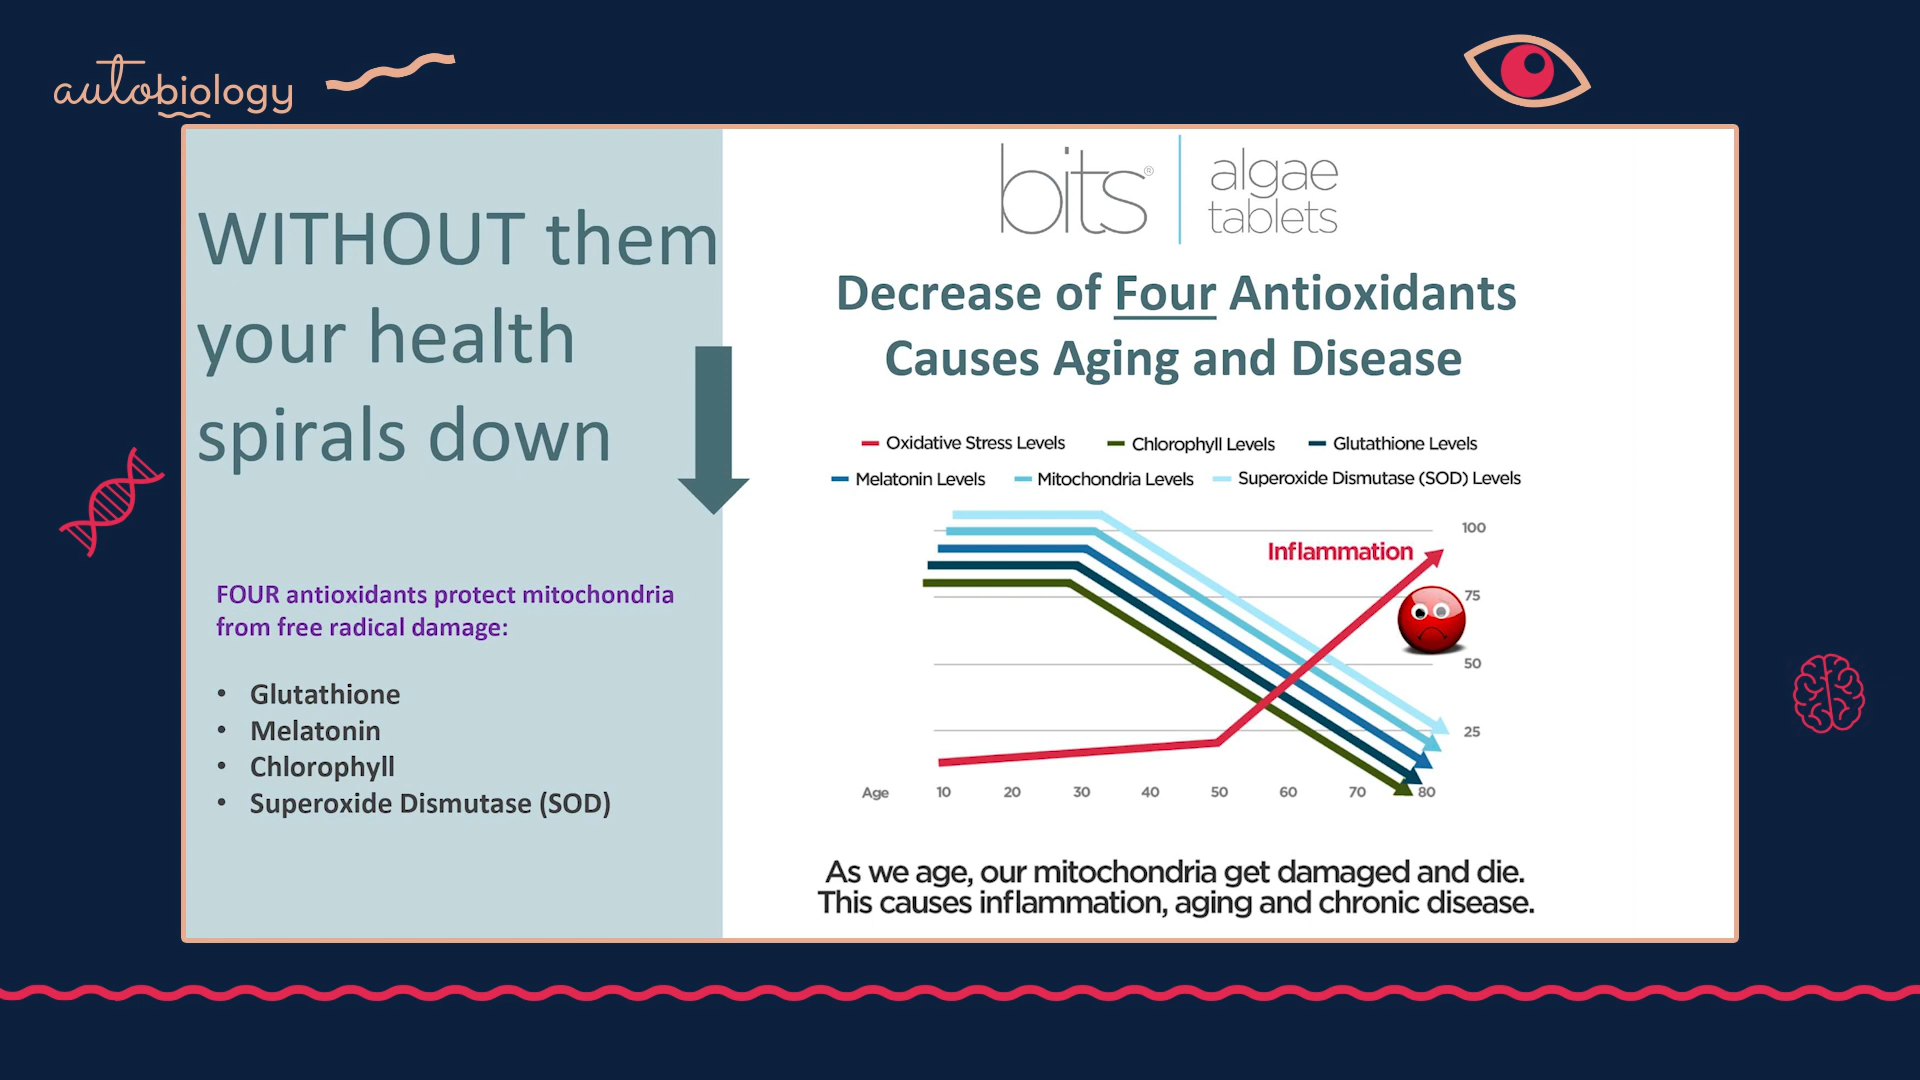 autobiology
WITHOUT them
your health
spirals down
FOUR antioxidants protect mitochondria
from free radical damage:
• Glutathione
• Melatonin
• Chlorophyll
• Superoxide Dismutase (SOD)
bits® algae
tablets
Decrease of Four Antioxidants
Causes Aging and Disease
Oxidative Stress Levels Chlorophyll Levels Glutathione Levels
Melatonin Levels Mitochondria Levels Superoxide Dismutase (SOD) Levels
100
Inflammation
75
50
25
Age 10 20 30 40 50 60 70 80
As we age, our mitochondria get damaged and die.
This causes inflammation, aging and chronic disease.